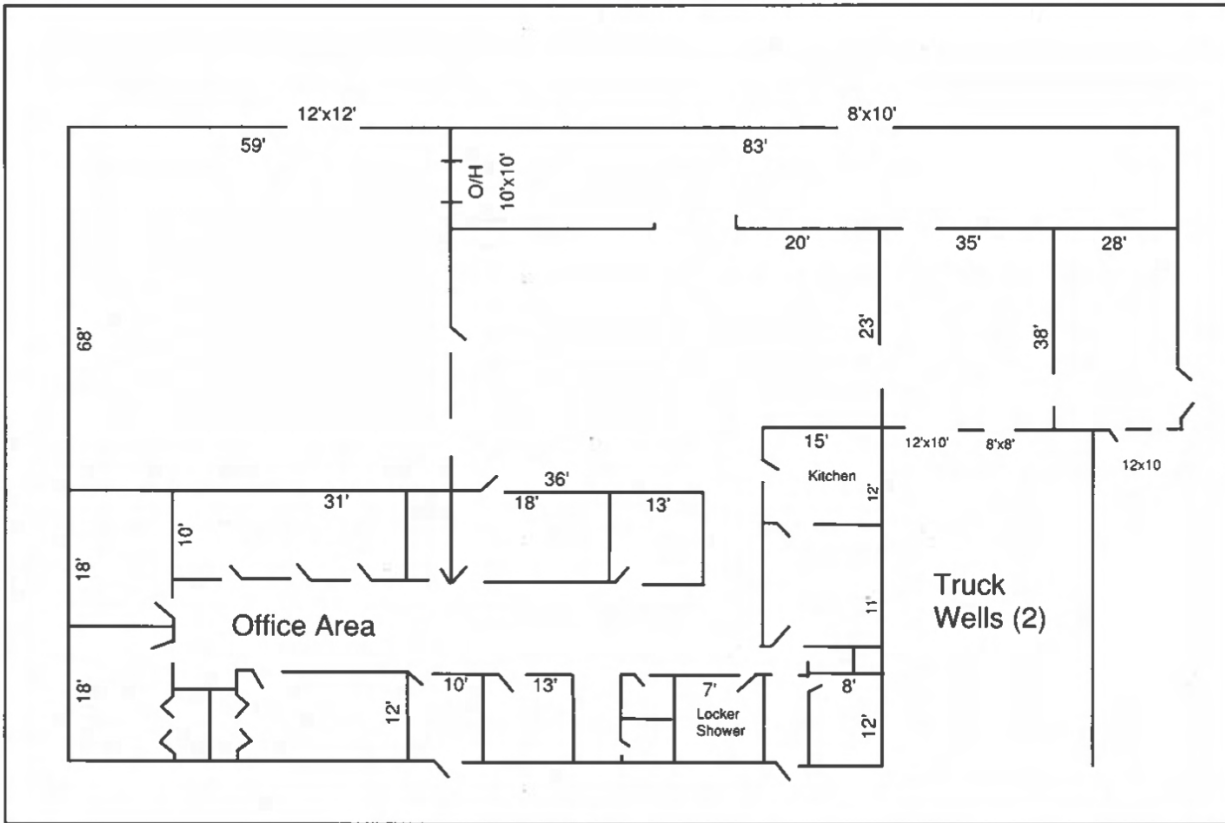 12'x12'
8'x10'
59'
83'
O/H
10'x10'
20'
35'
28'
68'
23'
38'
15'
12'x10'
8'x8'
12x10
Kitchen
12'
36'
31'
18'
13'
10'
18'
11'
Truck
Wells (2)
Office Area
18'
12'
10'
13'
7'
Locker
Shower
8'
12'